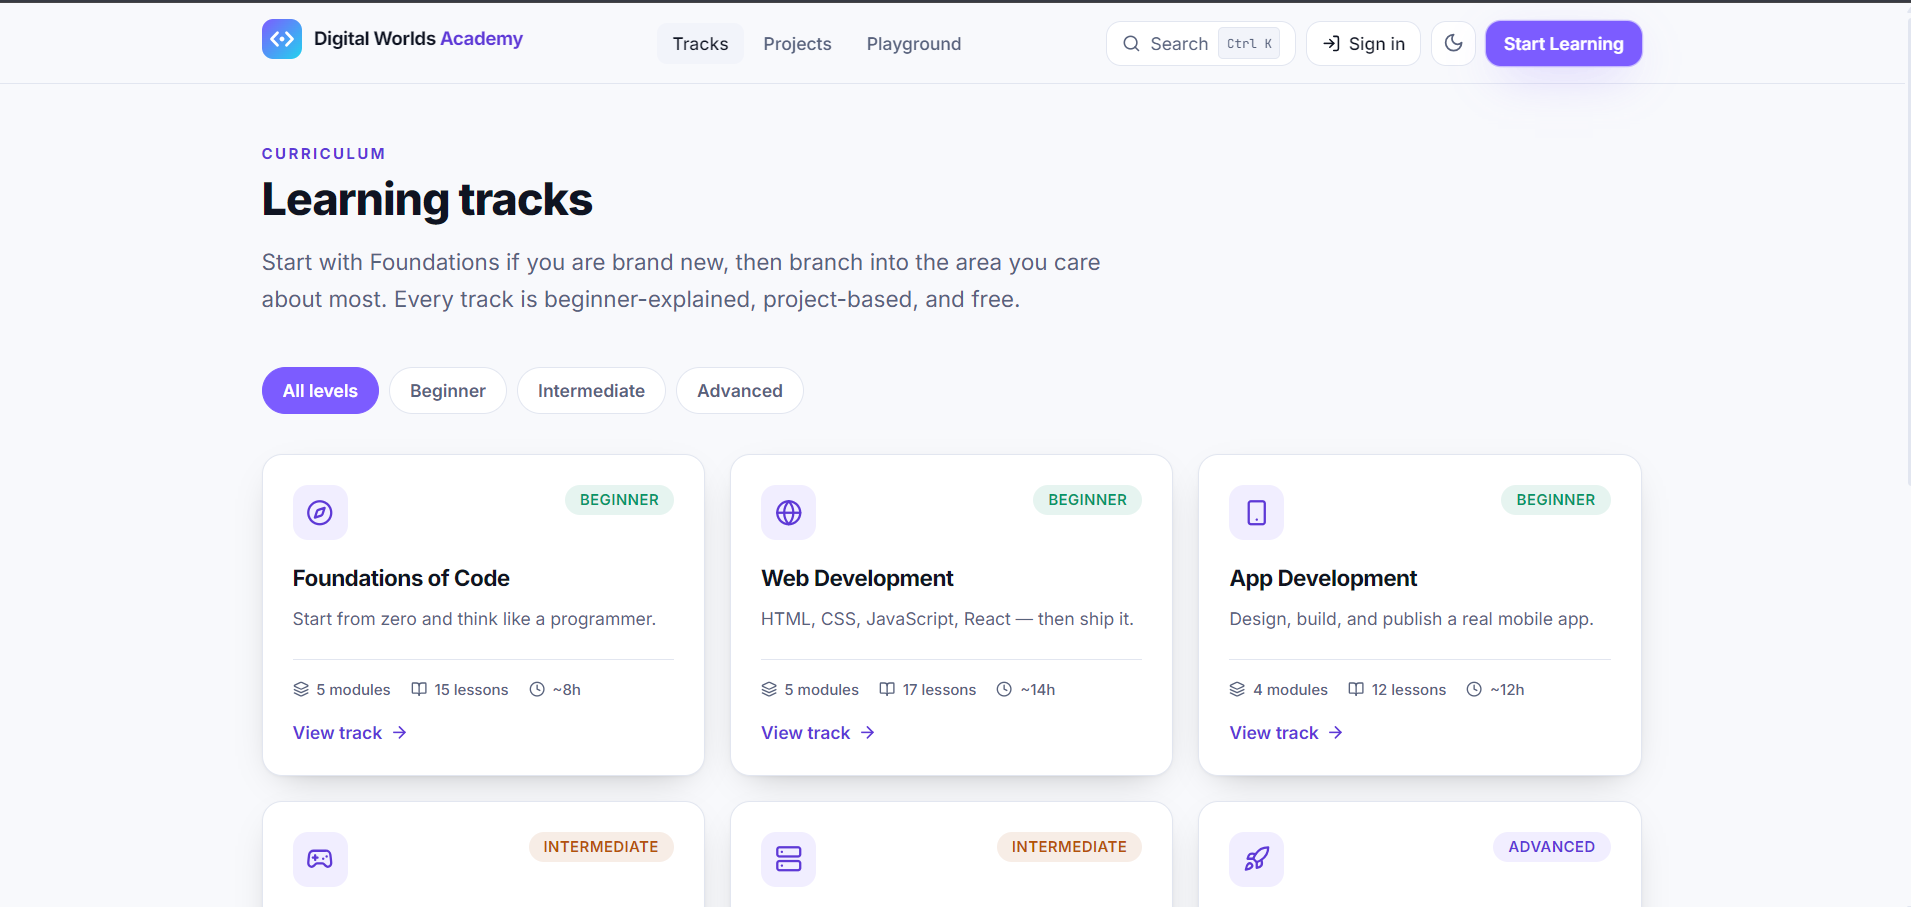 Digital Worlds Academy
Tracks
Projects
Playground
Search
Ctrl K
Sign in
Start Learning
CURRICULUM
Learning tracks
Start with Foundations if you are brand new, then branch into the area you care
about most. Every track is beginner-explained, project-based, and free.
All levels
Beginner
Intermediate
Advanced
BEGINNER
Foundations of Code
Start from zero and think like a programmer.
5 modules
15 lessons
~8h
View track
BEGINNER
Web Development
HTML, CSS, JavaScript, React — then ship it.
5 modules
17 lessons
~14h
View track
BEGINNER
App Development
Design, build, and publish a real mobile app.
4 modules
12 lessons
~12h
View track
INTERMEDIATE
INTERMEDIATE
ADVANCED